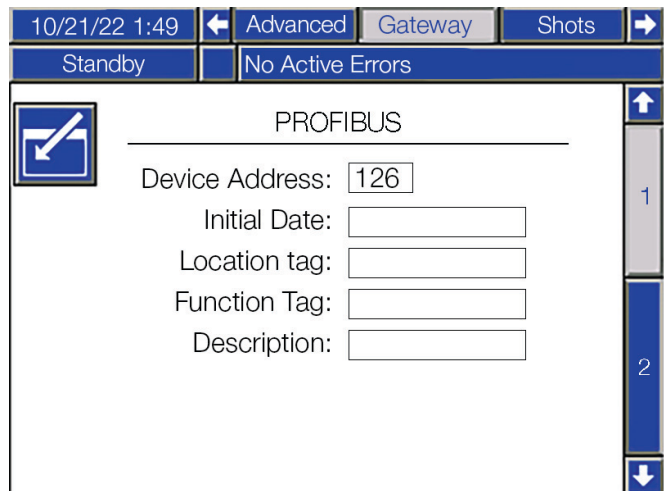 10/21/22 1:49 Advanced Gateway Shots
Standby No Active Errors
PROFIBUS
Device Address: 126
Initial Date:
Location tag:
Function Tag:
Description:
1
2